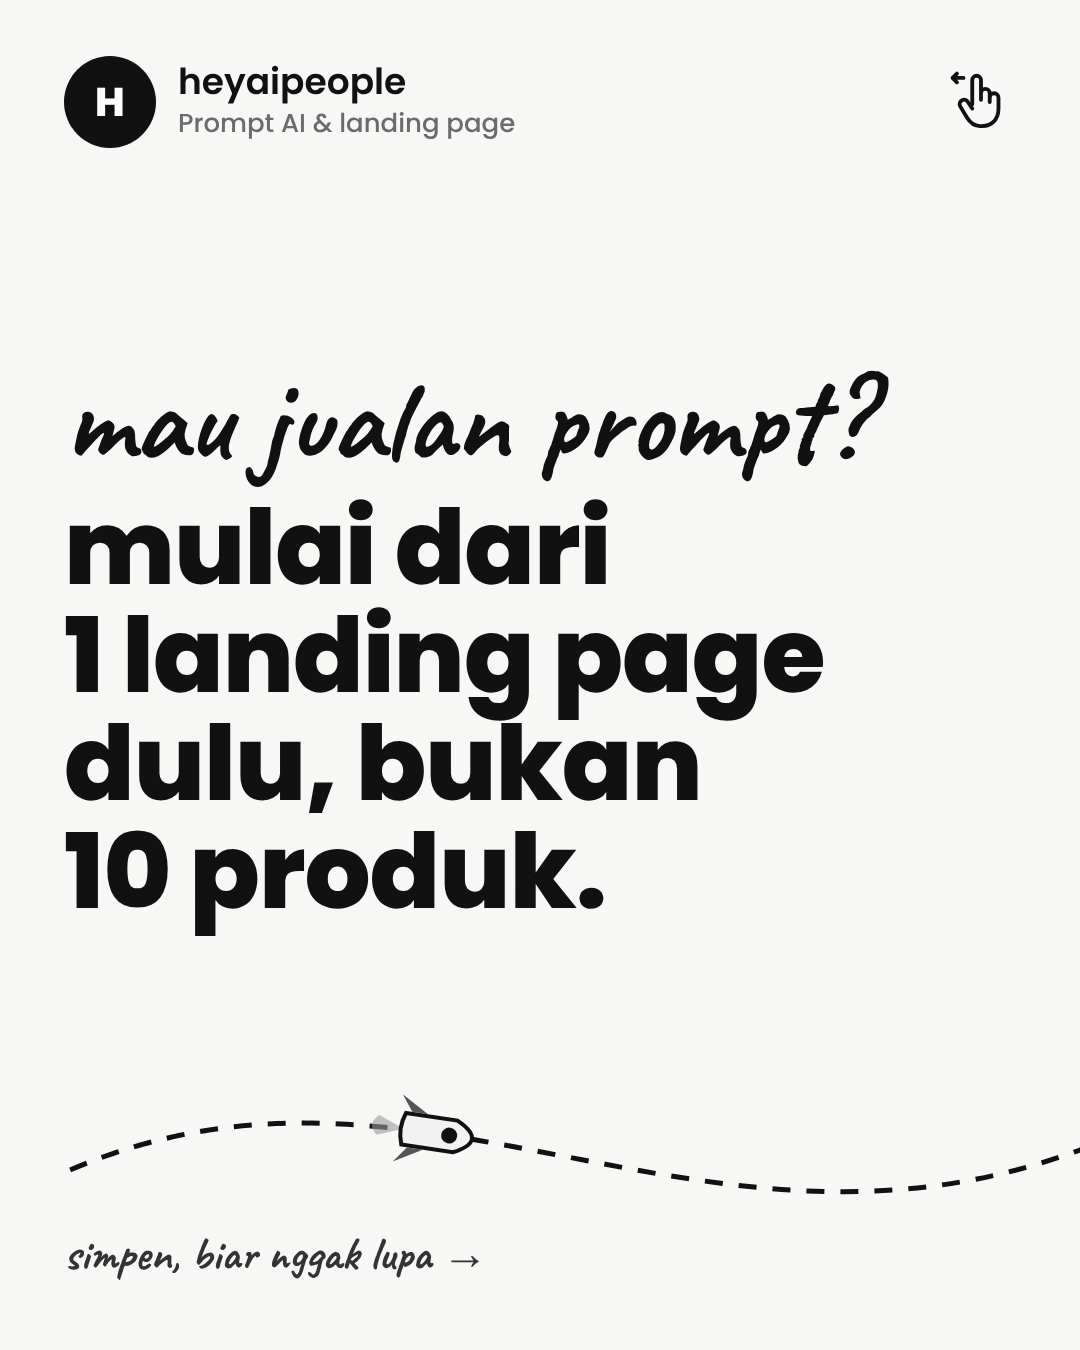 H
heyaipeople
Prompt AI & landing page
mau jualan prompt?
mulai dari
1 landing page
dulu, bukan
10 produk.
simpen, biar nggak lupa →